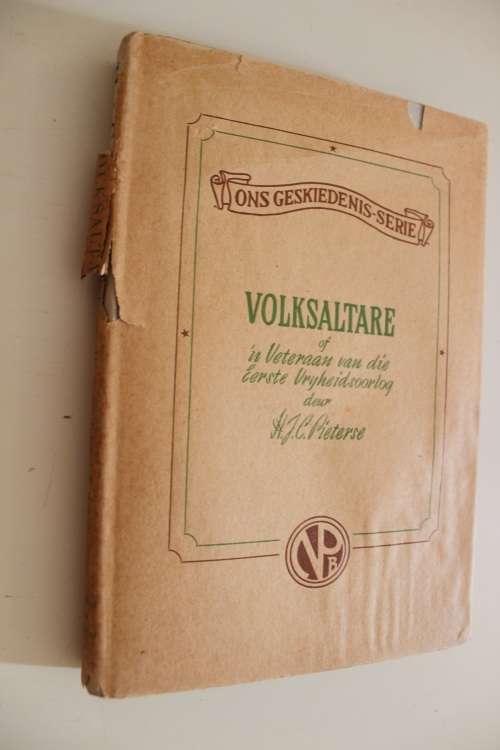 ONS GESKIEDENIS-SERIE
VOLKSALTARE
of
'n Veteraan van die
Eerste Vryheidsoorlog
deur
H.J.C. Pieterse
NPB